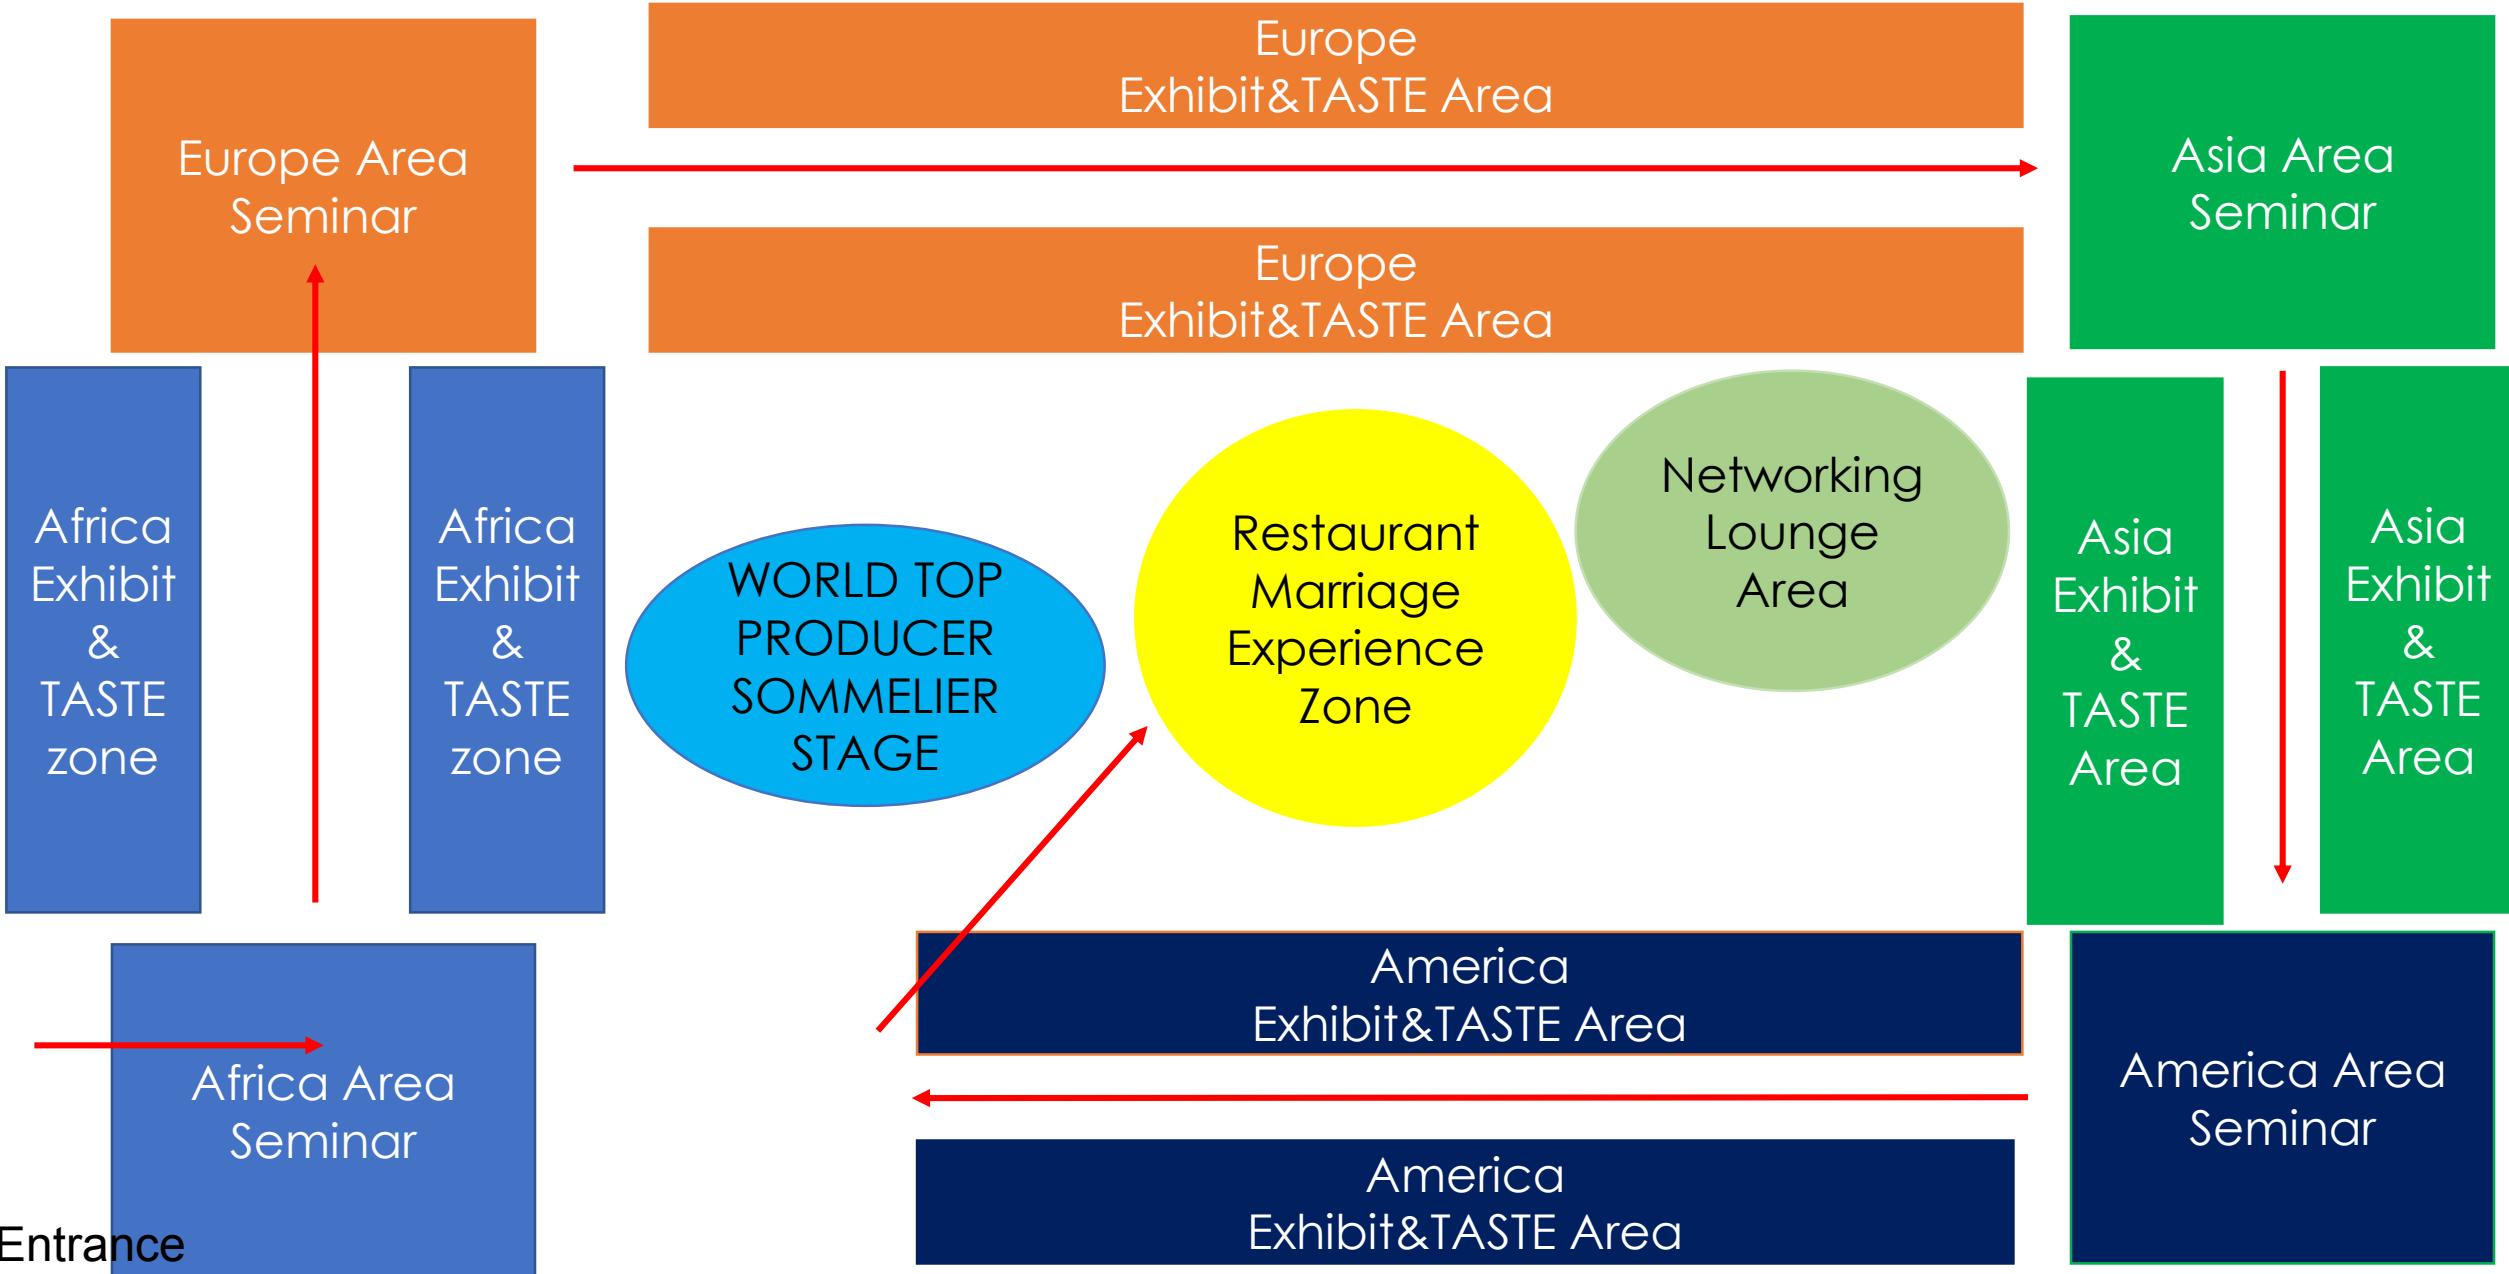 Europe
Exhibit&TASTE Area
Europe Area
Seminar
Asia Area
Seminar
Europe
Exhibit&TASTE Area
Africa
Exhibit
&
TASTE
zone
Africa
Exhibit
&
TASTE
zone
WORLD TOP
PRODUCER
SOMMELIER
STAGE
Restaurant
Marriage
Experience
Zone
Networking
Lounge
Area
Asia
Exhibit
&
TASTE
Area
Asia
Exhibit
&
TASTE
Area
America
Exhibit&TASTE Area
Africa Area
Seminar
America Area
Seminar
America
Exhibit&TASTE Area
Entrance